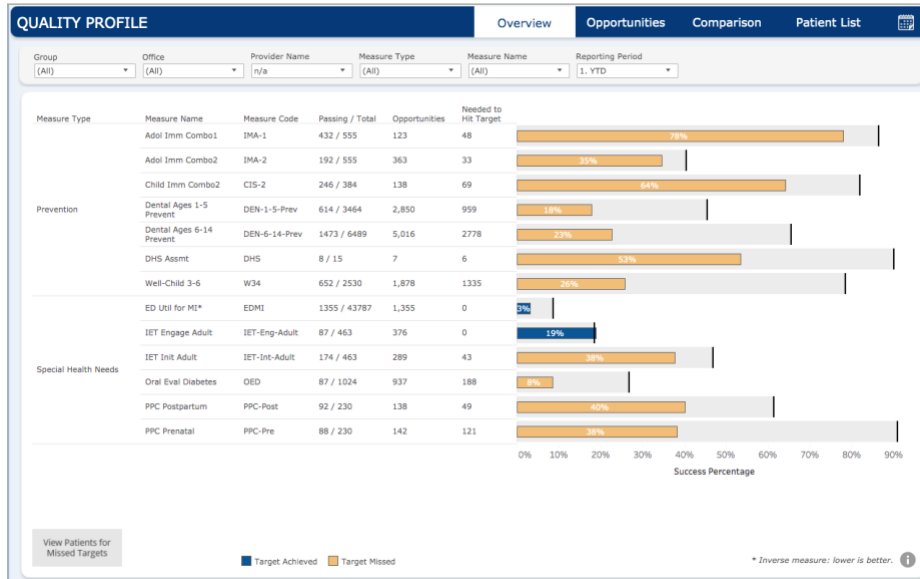 QUALITY PROFILE
Overview
Opportunities
Comparison
Patient List
Group
Office
Provider Name
Measure Type
Measure Name
Reporting Period
(All)
(All)
n/a
(All)
(All)
1. YTD
Measure Type
Measure Name
Measure Code
Passing / Total
Opportunities
Needed to
Hit Target
Prevention
Adol Imm Combo1 IMA-1 432 / 555 123 48 78%
Adol Imm Combo2 IMA-2 192 / 555 363 33 35%
Child Imm Combo2 CIS-2 246 / 384 138 69 64%
Dental Ages 1-5
Prevent
DEN-1-5-Prev 614 / 3464 2,850 959 18%
Dental Ages 6-14
Prevent
DEN-6-14-Prev 1473 / 6489 5,016 2778 23%
DHS Assmt DHS 8 / 15 7 6 53%
Well-Child 3-6 W34 652 / 2530 1,878 1335 26%
Special Health Needs
ED Util for MI* EDMI 1355 / 43787 1,355 0 3%
IET Engage Adult IET-Eng-Adult 87 / 463 376 0 19%
IET Init Adult IET-Int-Adult 174 / 463 289 43 38%
Oral Eval Diabetes OED 87 / 1024 937 188 8%
PPC Postpartum PPC-Post 92 / 230 138 49 40%
PPC Prenatal PPC-Pre 88 / 230 142 121 38%
0% 10% 20% 30% 40% 50% 60% 70% 80% 90%
Success Percentage
View Patients for
Missed Targets
Target Achieved
Target Missed
* Inverse measure: lower is better.